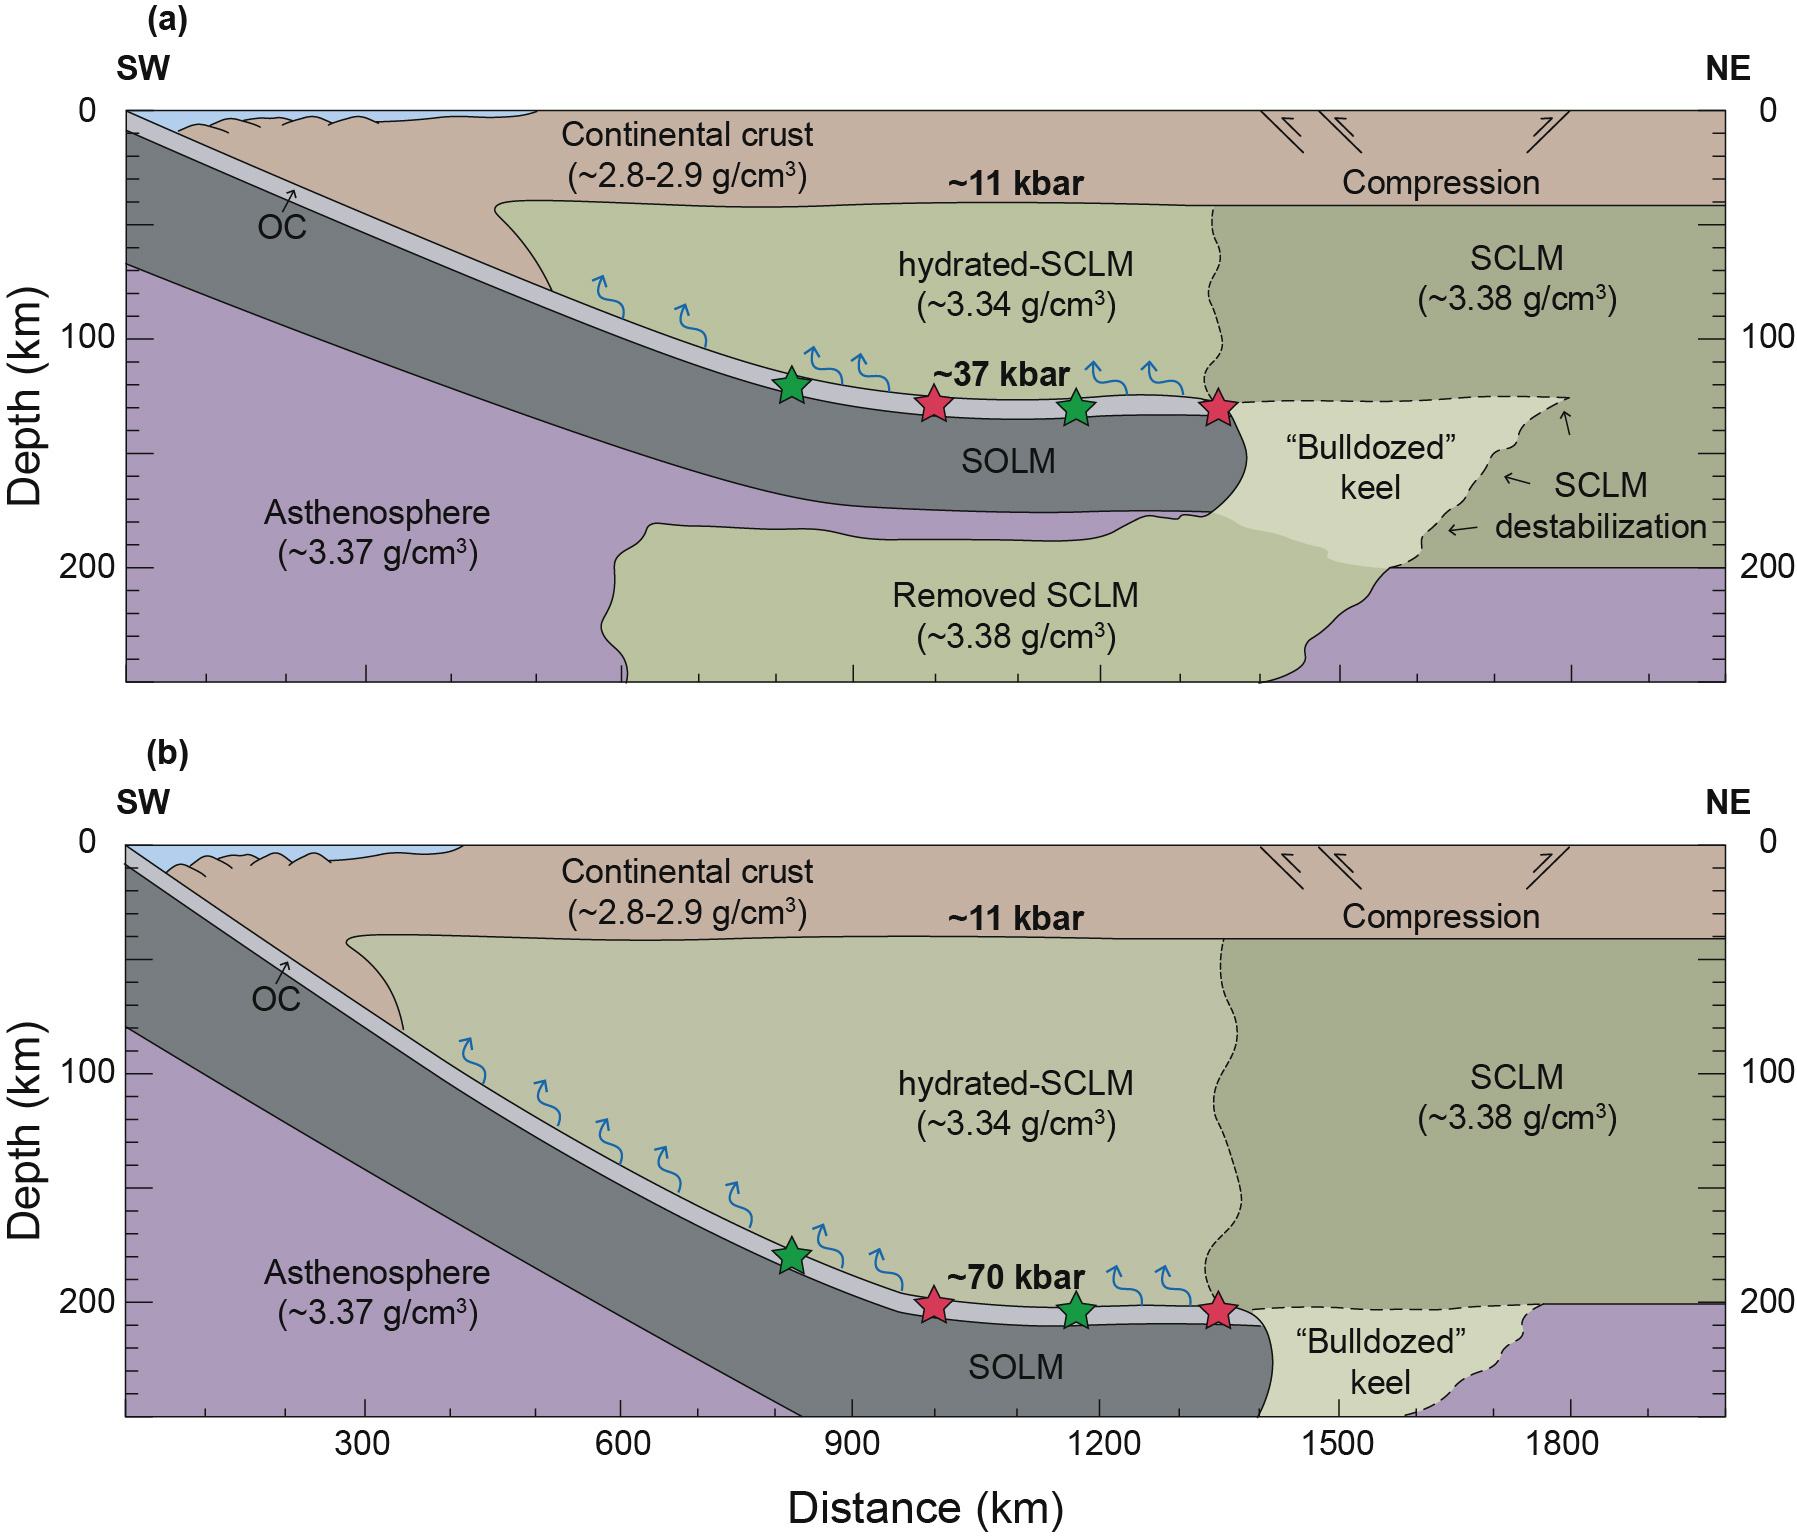 (a)
SW
NE
0
0
Continental crust
(~2.8-2.9 g/cm³)
~11 kbar
Compression
OC
hydrated-SCLM
(~3.34 g/cm³)
SCLM
(~3.38 g/cm³)
100
100
~37 kbar
Depth (km)
SOLM
“Bulldozed”
keel
SCLM
destabilization
Asthenosphere
(~3.37 g/cm³)
200
200
Removed SCLM
(~3.38 g/cm³)
(b)
SW
NE
0
0
Continental crust
(~2.8-2.9 g/cm³)
~11 kbar
Compression
OC
100
100
hydrated-SCLM
(~3.34 g/cm³)
SCLM
(~3.38 g/cm³)
Depth (km)
Asthenosphere
(~3.37 g/cm³)
~70 kbar
200
200
SOLM
“Bulldozed”
keel
300
600
900
1200
1500
1800
Distance (km)